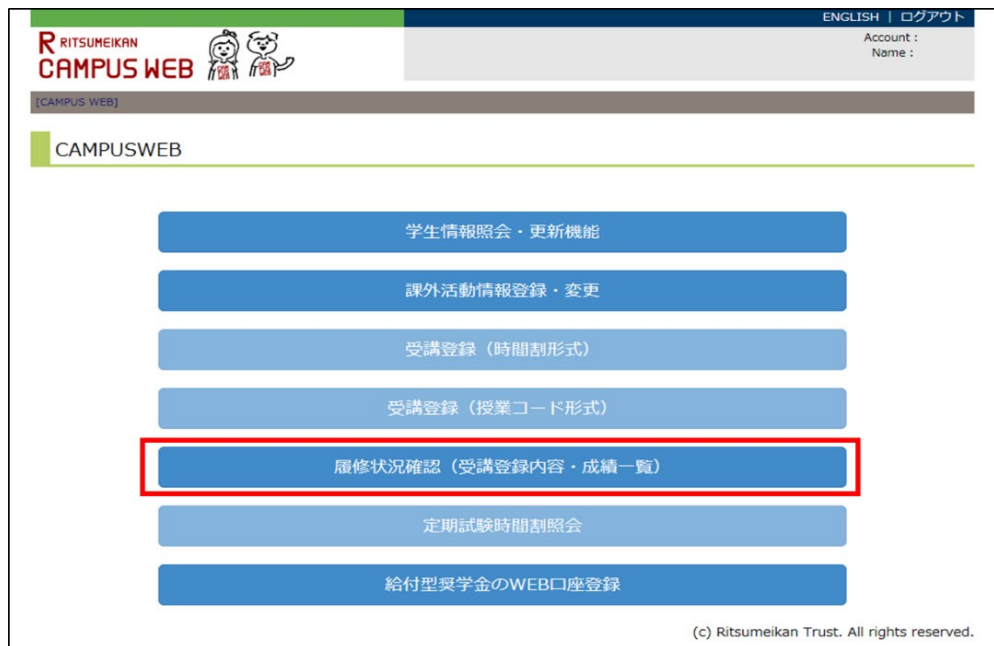 ENGLISH | ログアウト
R RITSUMEIKAN
CAMPUS WEB
Account :
Name :
[CAMPUS WEB]
CAMPUSWEB
学生情報照会・更新機能
課外活動情報登録・変更
受講登録（時間割形式）
受講登録（授業コード形式）
履修状況確認（受講登録内容・成績一覧）
定期試験時間割照会
給付型奨学金のWEB口座登録
(c) Ritsumeikan Trust. All rights reserved.